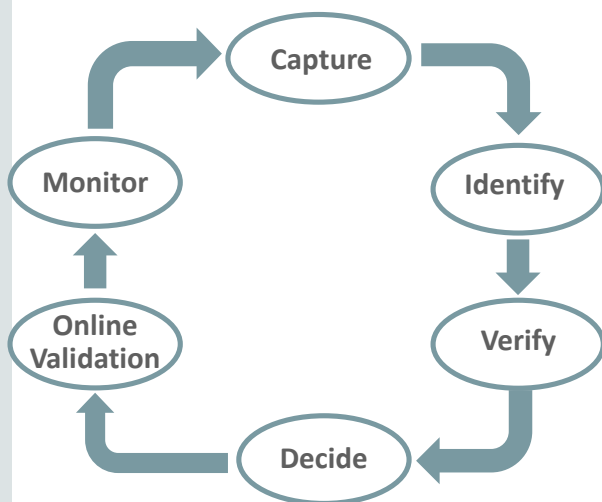 Capture
Identify
Verify
Decide
Online
Validation
Monitor